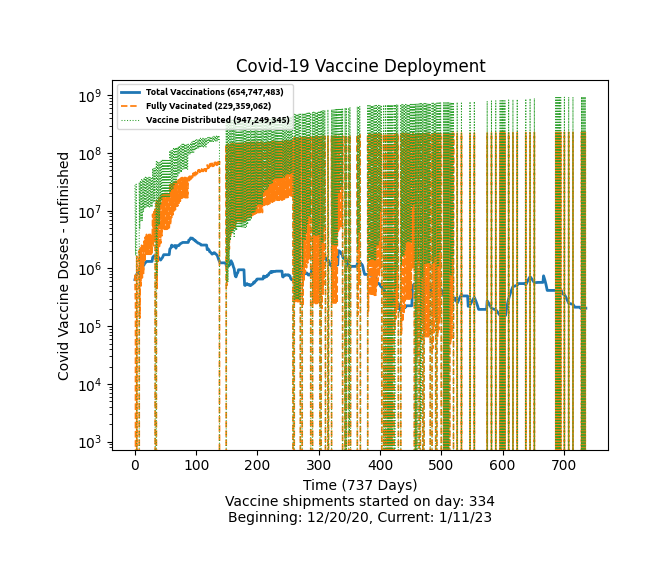 Covid-19 Vaccine Deployment
Total Vaccinations (654,747,483)
Fully Vacinated (229,359,062)
Vaccine Distributed (947,249,345)
Covid Vaccine Doses - unfinished
10⁹
10⁸
10⁷
10⁶
10⁵
10⁴
10³
0 100 200 300 400 500 600 700
Time (737 Days)
Vaccine shipments started on day: 334
Beginning: 12/20/20, Current: 1/11/23